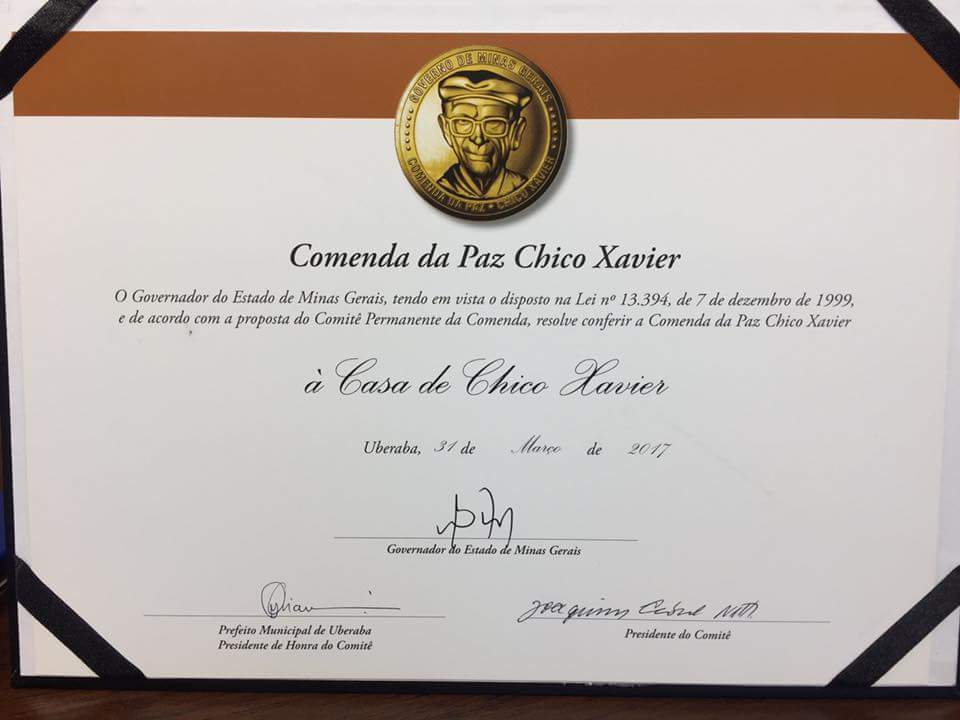 GOVERNO DE MINAS GERAIS
COMENDA DA PAZ • CHICO XAVIER
Comenda da Paz Chico Xavier
O Governador do Estado de Minas Gerais, tendo em vista o disposto na Lei nº 13.394, de 7 de dezembro de 1999,
e de acordo com a proposta do Comitê Permanente da Comenda, resolve conferir a Comenda da Paz Chico Xavier
à Casa de Chico Xavier
Uberaba, 31 de Março de 2017
Governador do Estado de Minas Gerais
Prefeito Municipal de Uberaba
Presidente de Honra do Comitê
Presidente do Comitê